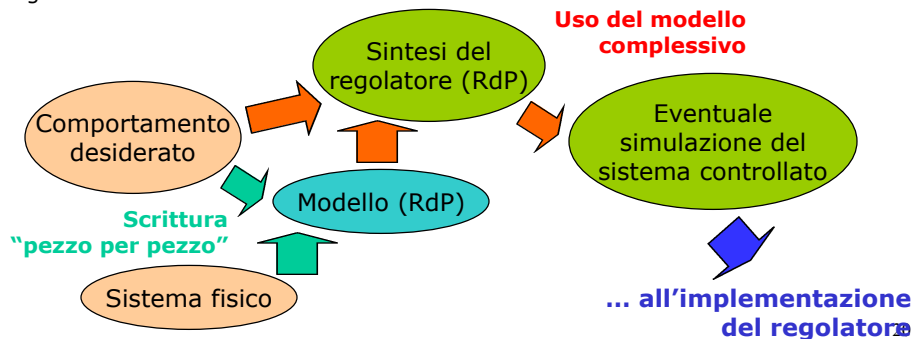 Uso del modello
complessivo
Sintesi del
regolatore (RdP)
Eventuale
simulazione del
sistema controllato
Comportamento
desiderato
Modello (RdP)
Scrittura
“pezzo per pezzo”
Sistema fisico
... all’implementazione
del regolatore